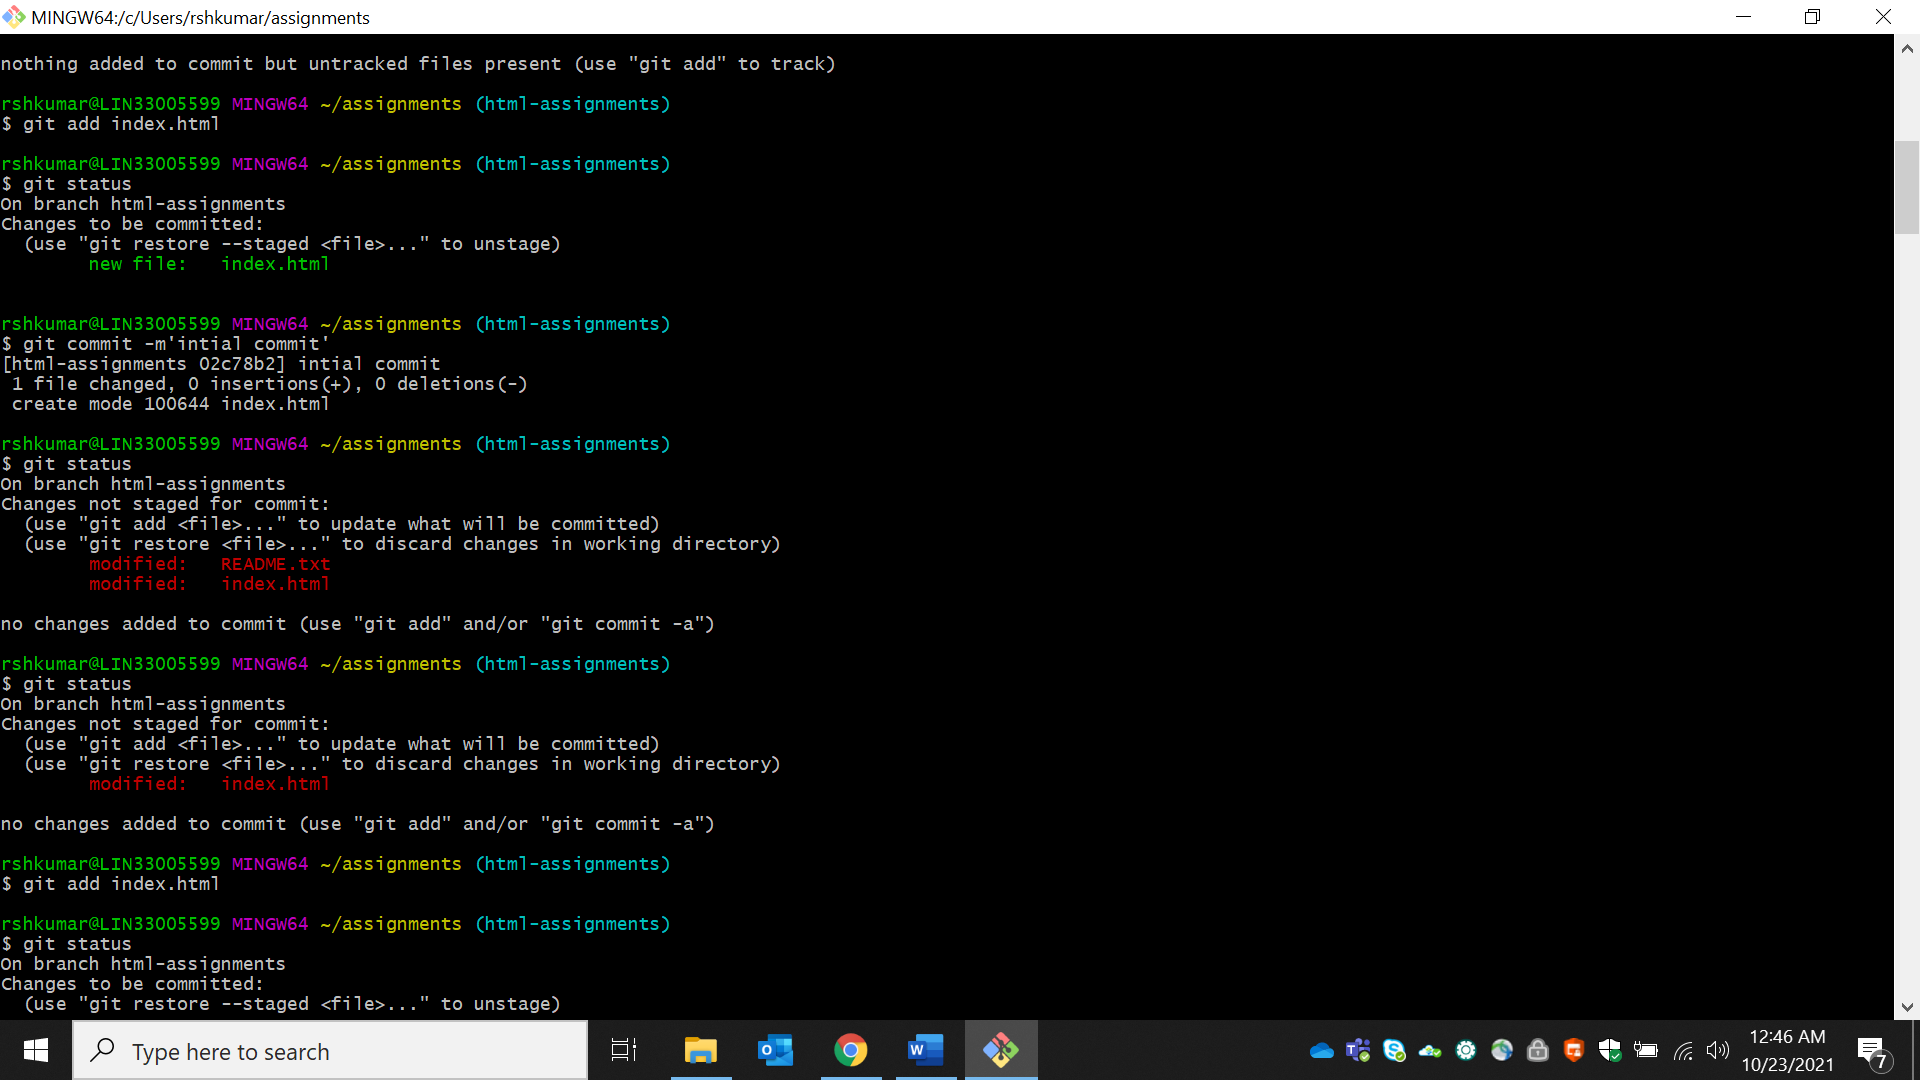 MINGW64:/c/Users/rshkumar/assignments
nothing added to commit but untracked files present (use "git add" to track)
rshkumar@LIN33005599 MINGW64 ~/assignments (html-assignments)
$ git add index.html
rshkumar@LIN33005599 MINGW64 ~/assignments (html-assignments)
$ git status
On branch html-assignments
Changes to be committed:
  (use "git restore --staged <file>..." to unstage)
        new file:   index.html
rshkumar@LIN33005599 MINGW64 ~/assignments (html-assignments)
$ git commit -m'intial commit'
[html-assignments 02c78b2] intial commit
 1 file changed, 0 insertions(+), 0 deletions(-)
 create mode 100644 index.html
rshkumar@LIN33005599 MINGW64 ~/assignments (html-assignments)
$ git status
On branch html-assignments
Changes not staged for commit:
  (use "git add <file>..." to update what will be committed)
  (use "git restore <file>..." to discard changes in working directory)
        modified:   README.txt
        modified:   index.html
no changes added to commit (use "git add" and/or "git commit -a")
rshkumar@LIN33005599 MINGW64 ~/assignments (html-assignments)
$ git status
On branch html-assignments
Changes not staged for commit:
  (use "git add <file>..." to update what will be committed)
  (use "git restore <file>..." to discard changes in working directory)
        modified:   index.html
no changes added to commit (use "git add" and/or "git commit -a")
rshkumar@LIN33005599 MINGW64 ~/assignments (html-assignments)
$ git add index.html
rshkumar@LIN33005599 MINGW64 ~/assignments (html-assignments)
$ git status
On branch html-assignments
Changes to be committed:
  (use "git restore --staged <file>..." to unstage)
Type here to search
12:46 AM
10/23/2021
7